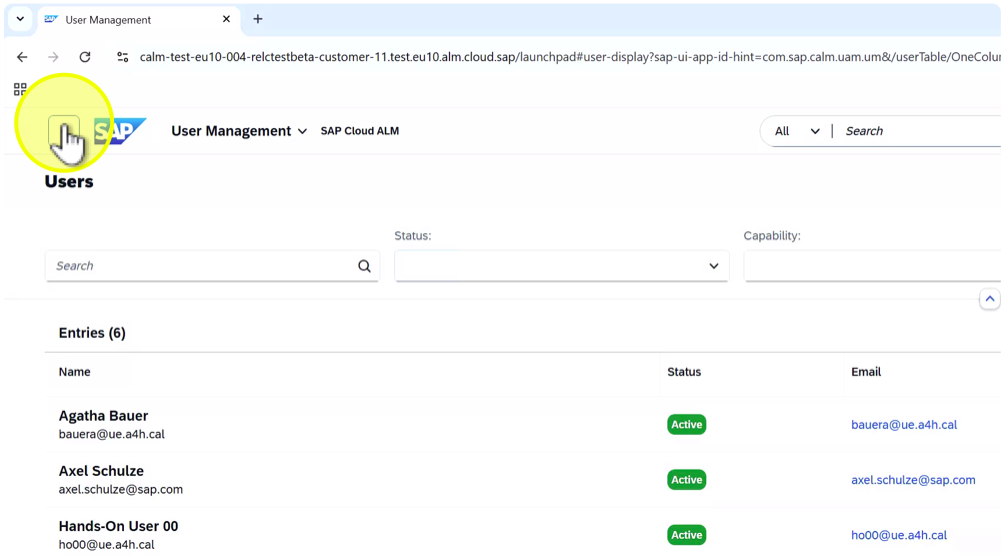 User Management
calm-test-eu10-004-relctestbeta-customer-11.test.eu10.alm.cloud.sap/launchpad#user-display?sap-ui-app-id-hint=com.sap.calm.uam.um&/userTable/OneColu
SAP User Management SAP Cloud ALM All Search
Users
Status: Capability:
Search
Entries (6)
Name Status Email
Agatha Bauer
bauera@ue.a4h.cal Active bauera@ue.a4h.cal
Axel Schulze
axel.schulze@sap.com Active axel.schulze@sap.com
Hands-On User 00
ho00@ue.a4h.cal Active ho00@ue.a4h.cal